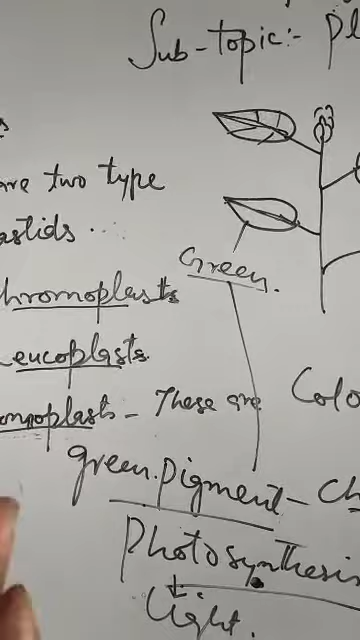 Sub-topic:- Pl
are two type
astids
hromoplasts
Green.
eucoplasts
omoplasts - These are Colo
green pigment - Ch
Photosynthesis
Light.